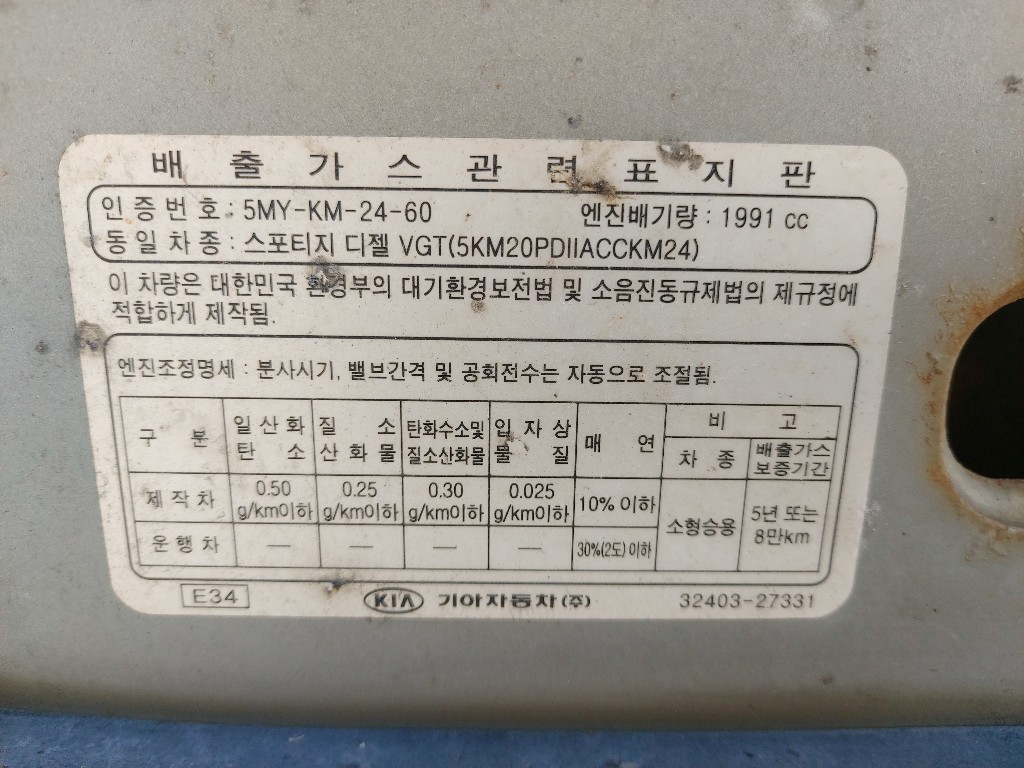 배출가스관련표지판
인증번호 : 5MY-KM-24-60 엔진배기량 : 1991 cc
동일차종 : 스포티지 디젤 VGT(5KM20PDIIACCKM24)
이 차량은 태한민국 환경부의 대기환경보전법 및 소음진동규제법의 제규정에
적합하게 제작됨.
엔진조정명세 : 분사시기, 밸브간격 및 공회전수는 자동으로 조절됨.
구 분 일산화 탄 소 질 소 산화물 탄화수소및 질소산화물 입자상 물 질 매 연 비 고
차 종 배출가스 보증기간
제작차 0.50 g/km이하 0.25 g/km이하 0.30 g/km이하 0.025 g/km이하 10% 이하 소형승용 5년 또는 8만km
운행차 — — — — 30%(2도) 이하
E34 KIA 기아자동차(주) 32403-27331